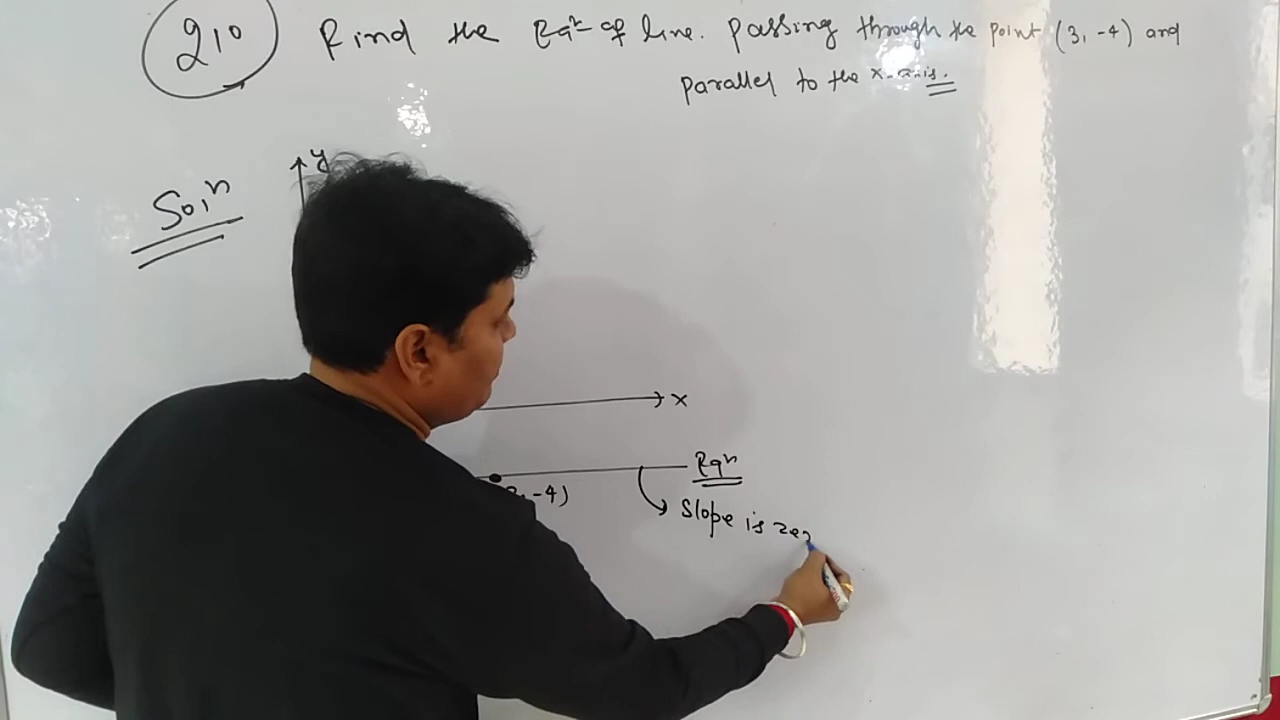 210 Find the Eqⁿ of line. Passing through the point (3, -4) and
parallel to the x-axis.
Solⁿ
y
x
Eqⁿ
, -4)
Slope is zer